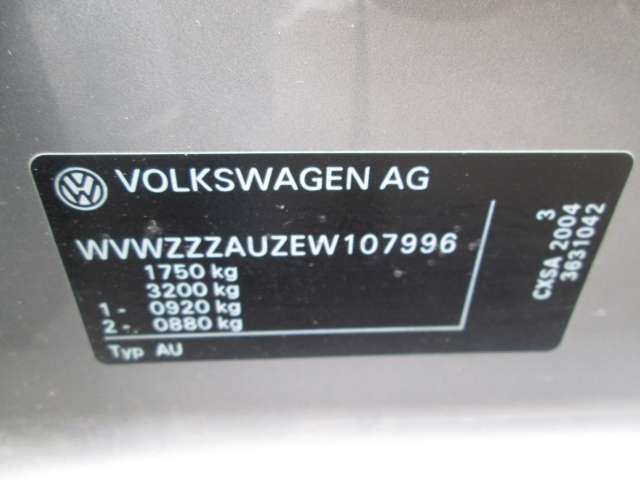 VOLKSWAGEN AG
WVWZZZAUZEW107996
1750 kg
3200 kg
1 - 0920 kg
2 - 0880 kg
Typ AU
3
CXSA 2004
3631042